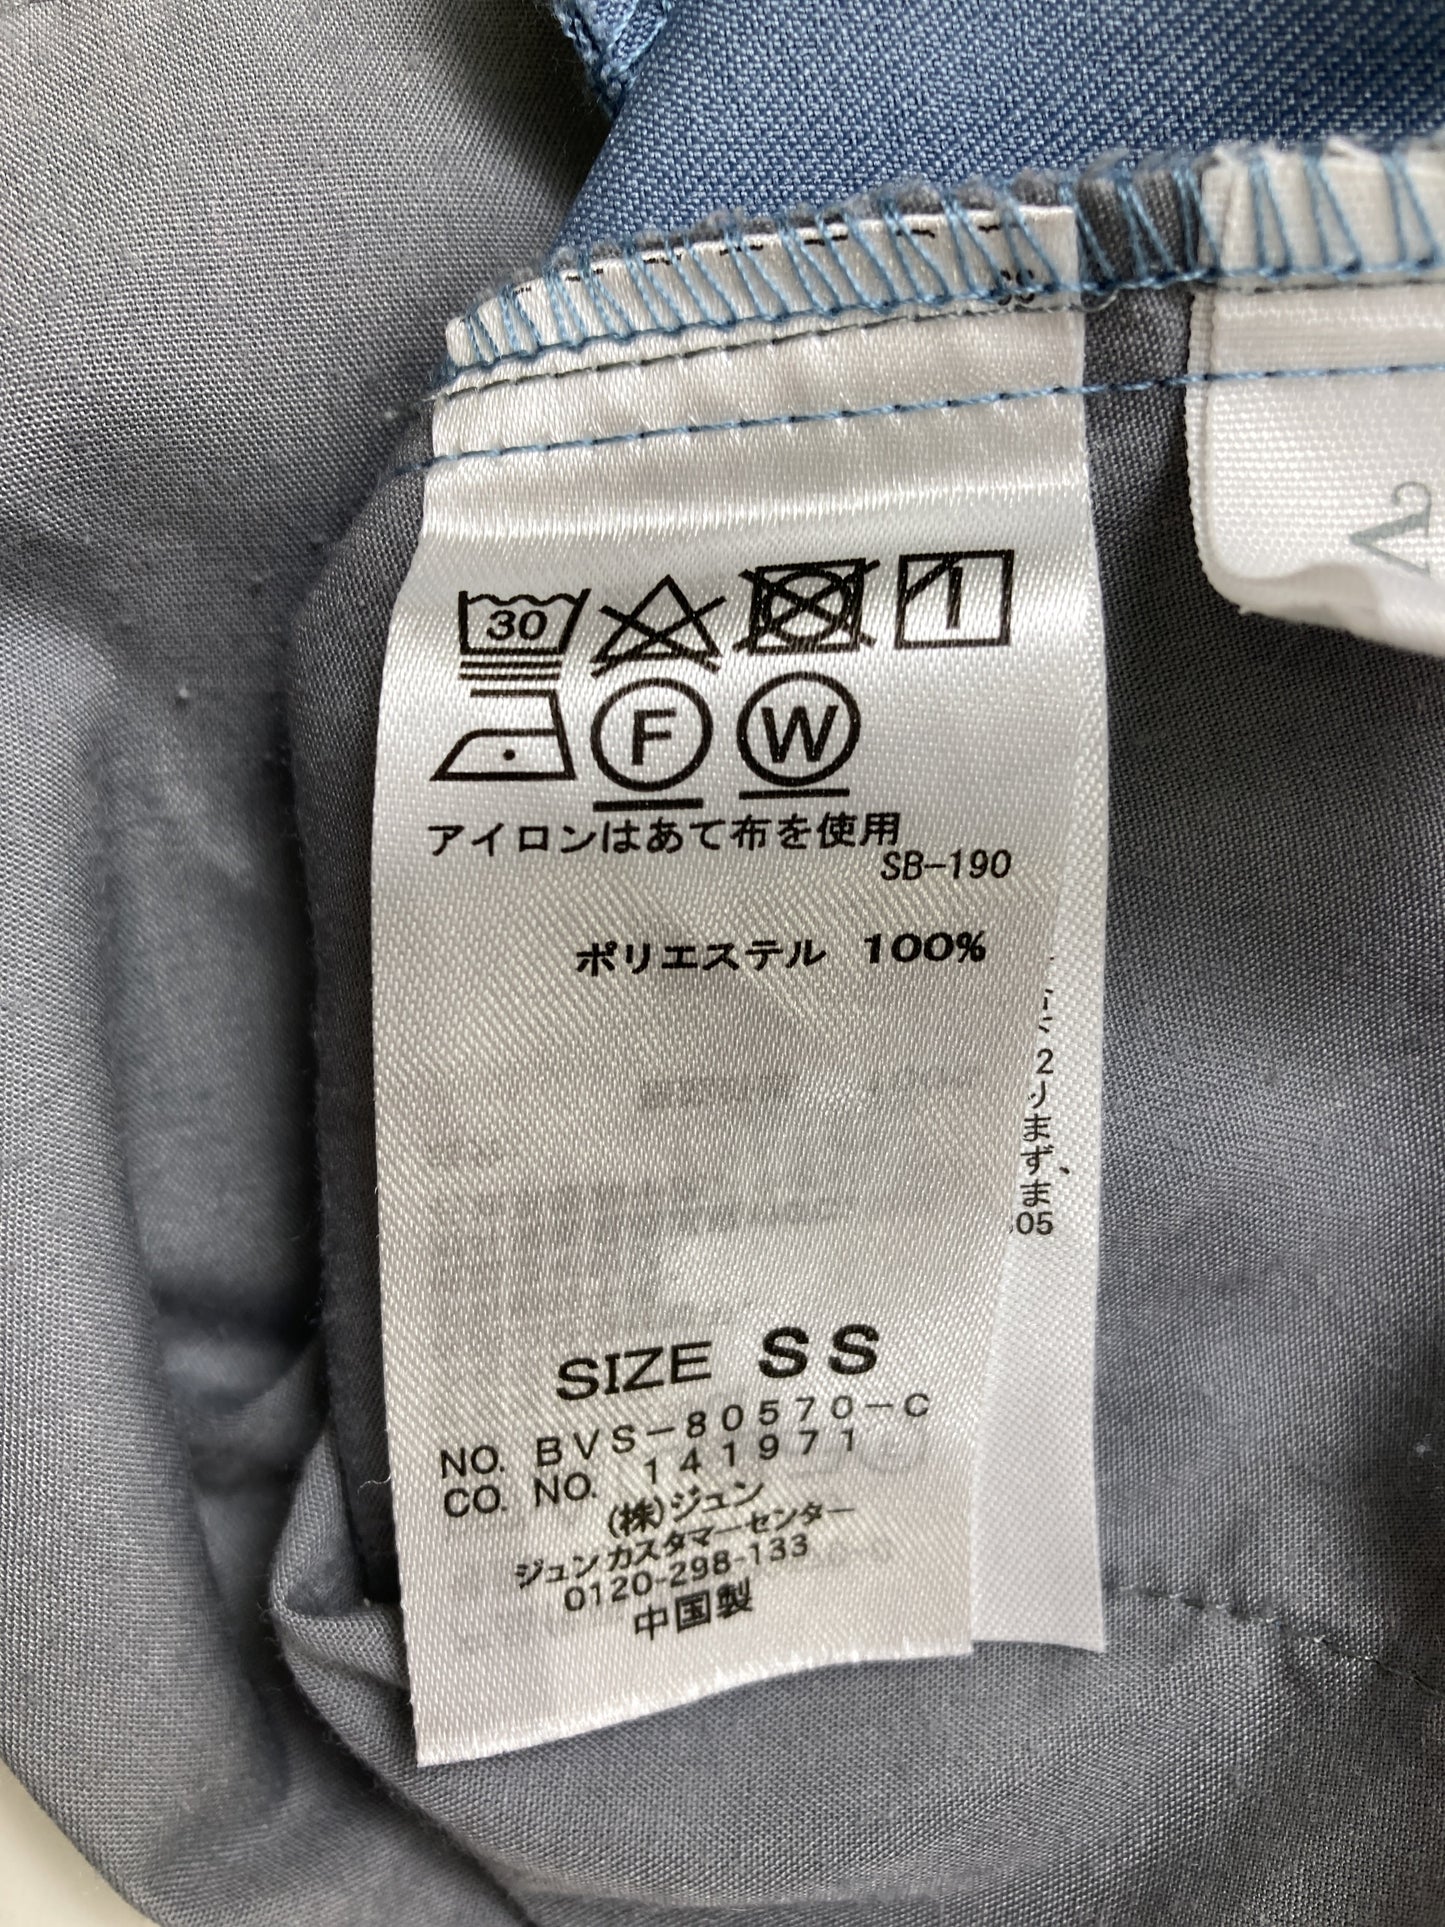 30
F W
アイロンはあて布を使用
SB-190
ポリエステル 100%
2
りまず、
ずま
05
SIZE SS
NO. BVS-80570-C
CO. NO. 141971
(株)ジュン
ジュンカスタマーセンター
0120-298-133
中国製
V